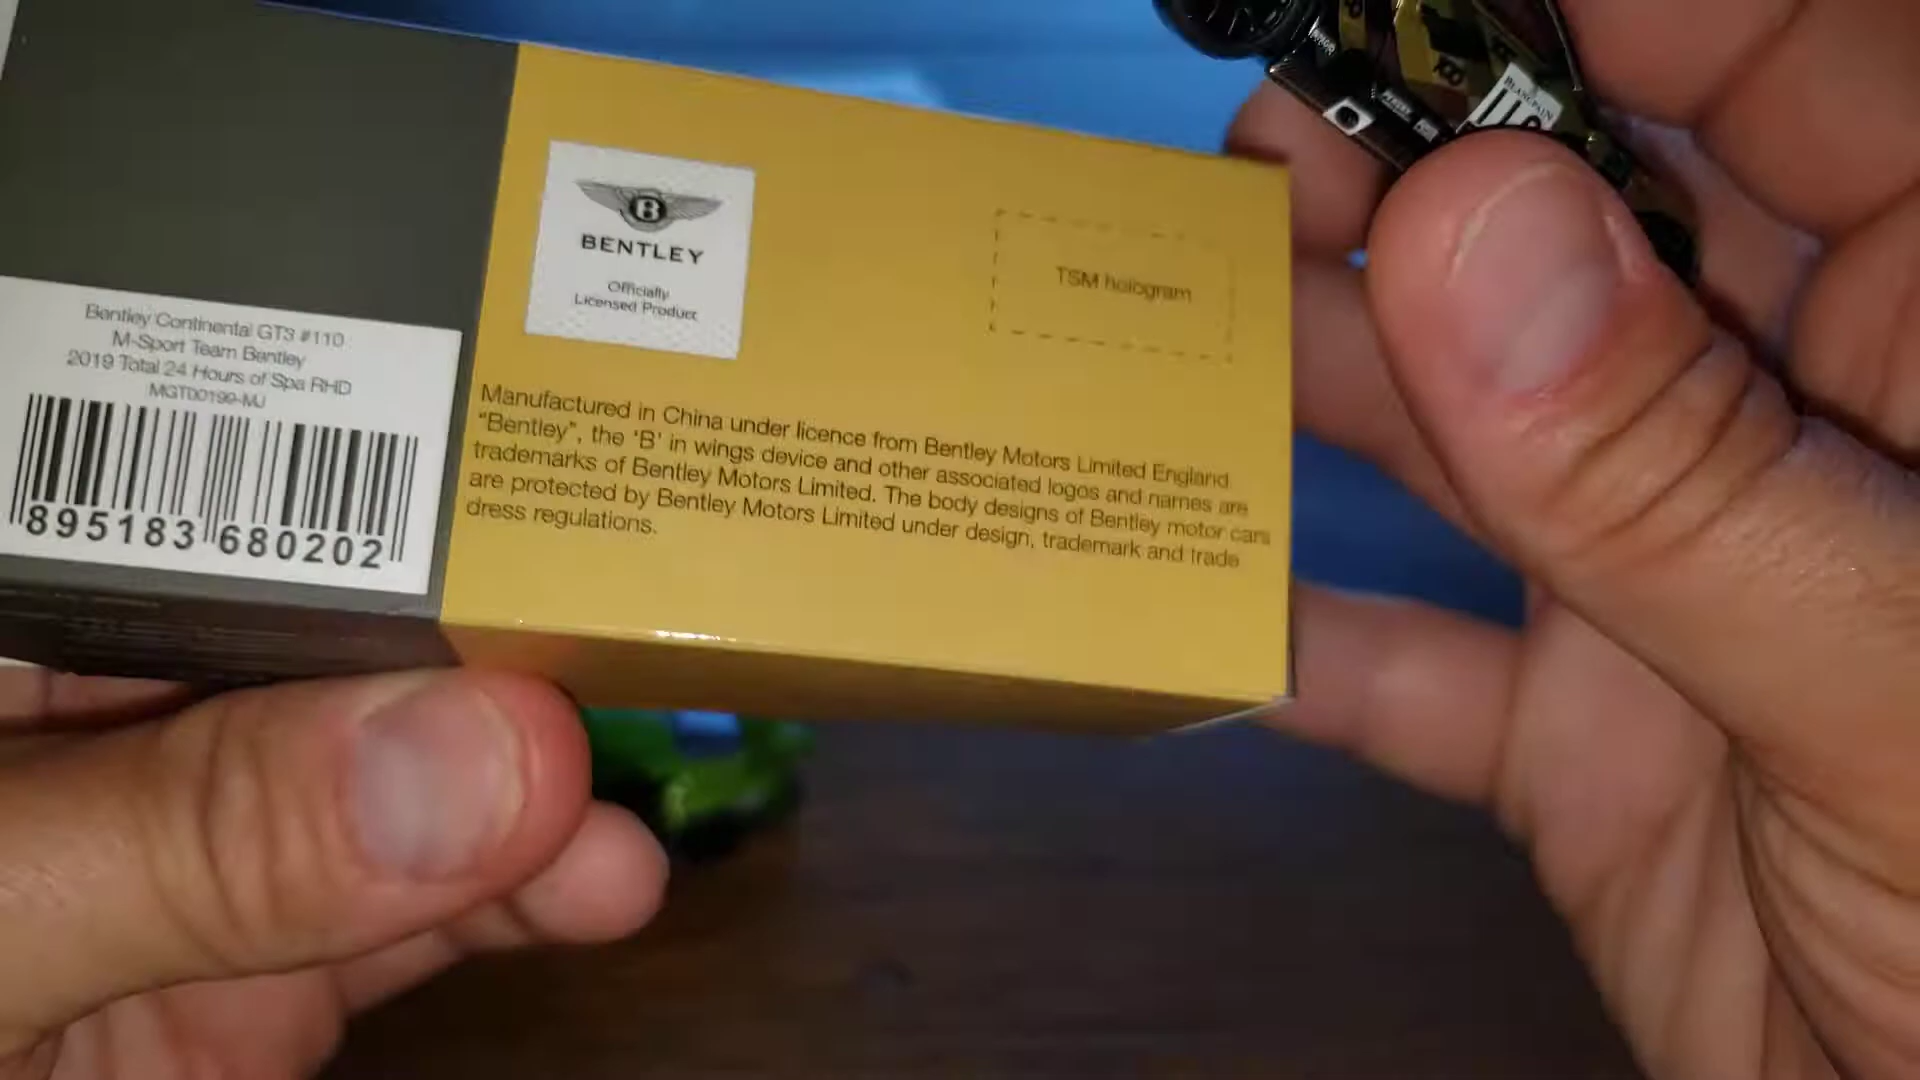 BENTLEY
Officially
Licensed Product
TSM hologram
Bentley Continental GT3 #110
M-Sport Team Bentley
2019 Total 24 Hours of Spa RHD
MGT00199-MJ
895183 680202
Manufactured in China under licence from Bentley Motors Limited England.
“Bentley”, the ‘B’ in wings device and other associated logos and names are
trademarks of Bentley Motors Limited. The body designs of Bentley motor cars
are protected by Bentley Motors Limited under design, trademark and trade
dress regulations.
BLANCPAIN